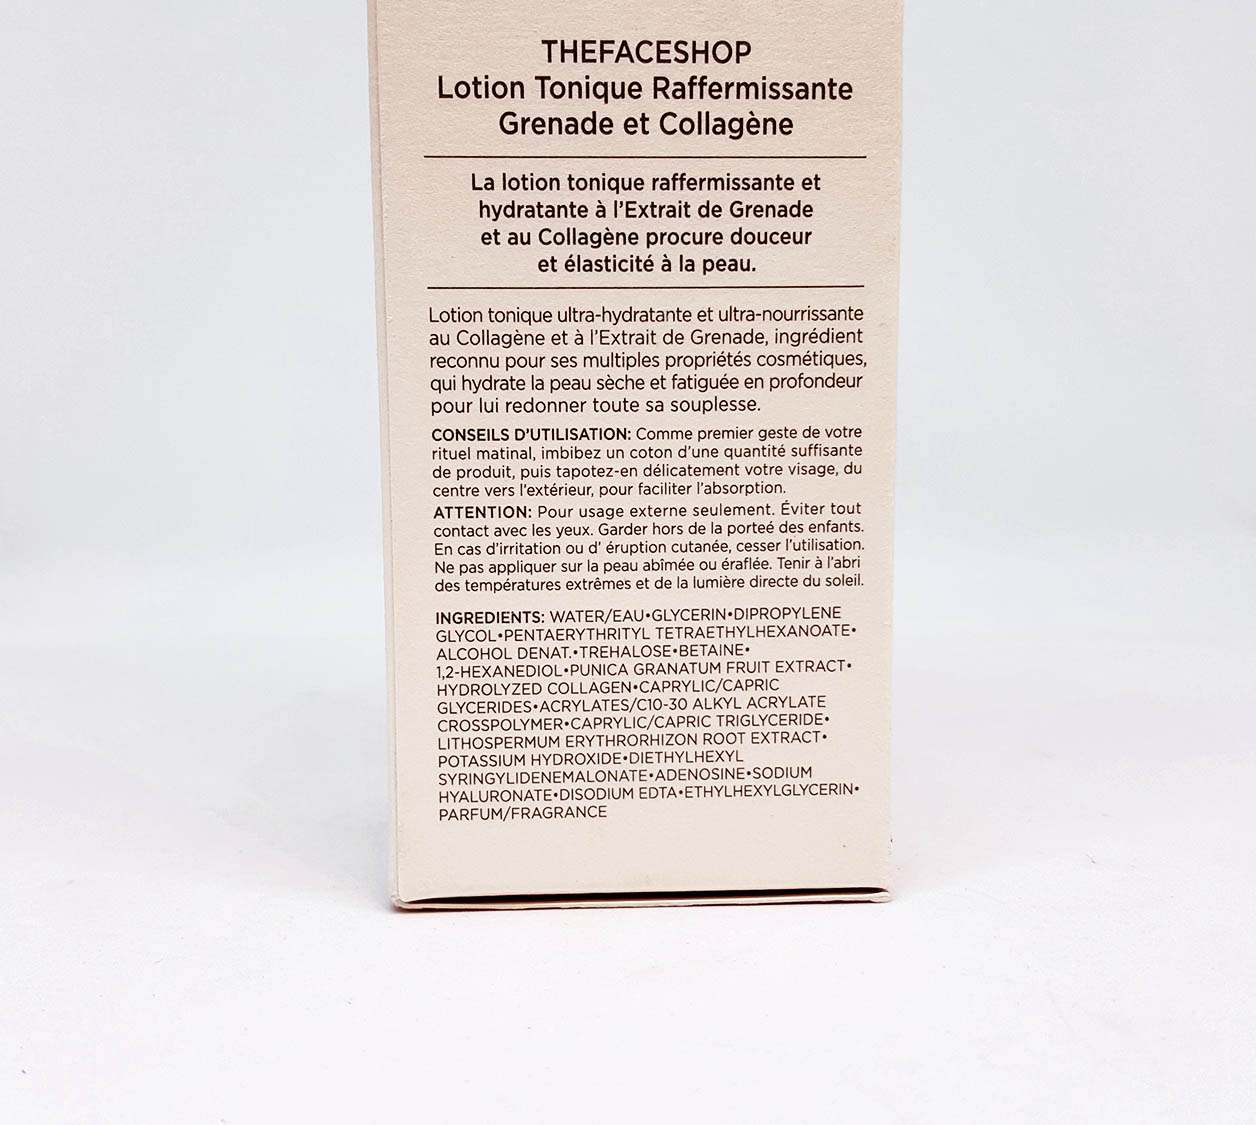 THEFACESHOP
Lotion Tonique Raffermissante
Grenade et Collagène
La lotion tonique raffermissante et
hydratante à l'Extrait de Grenade
et au Collagène procure douceur
et élasticité à la peau.
Lotion tonique ultra-hydratante et ultra-nourrissante
au Collagène et à l'Extrait de Grenade, ingrédient
reconnu pour ses multiples propriétés cosmétiques,
qui hydrate la peau sèche et fatiguée en profondeur
pour lui redonner toute sa souplesse.
CONSEILS D'UTILISATION: Comme premier geste de votre
rituel matinal, imbibez un coton d'une quantité suffisante
de produit, puis tapotez-en délicatement votre visage, du
centre vers l'extérieur, pour faciliter l'absorption.
ATTENTION: Pour usage externe seulement. Éviter tout
contact avec les yeux. Garder hors de la porteé des enfants.
En cas d'irritation ou d' éruption cutanée, cesser l'utilisation.
Ne pas appliquer sur la peau abîmée ou éraflée. Tenir à l'abri
des températures extrêmes et de la lumière directe du soleil.
INGREDIENTS: WATER/EAU•GLYCERIN•DIPROPYLENE
GLYCOL•PENTAERYTHRITYL TETRAETHYLHEXANOATE•
ALCOHOL DENAT.•TREHALOSE•BETAINE•
1,2-HEXANEDIOL•PUNICA GRANATUM FRUIT EXTRACT•
HYDROLYZED COLLAGEN•CAPRYLIC/CAPRIC
GLYCERIDES•ACRYLATES/C10-30 ALKYL ACRYLATE
CROSSPOLYMER•CAPRYLIC/CAPRIC TRIGLYCERIDE•
LITHOSPERMUM ERYTHRORHIZON ROOT EXTRACT•
POTASSIUM HYDROXIDE•DIETHYLHEXYL
SYRINGYLIDENEMALONATE•ADENOSINE•SODIUM
HYALURONATE•DISODIUM EDTA•ETHYLHEXYLGLYCERIN•
PARFUM/FRAGRANCE